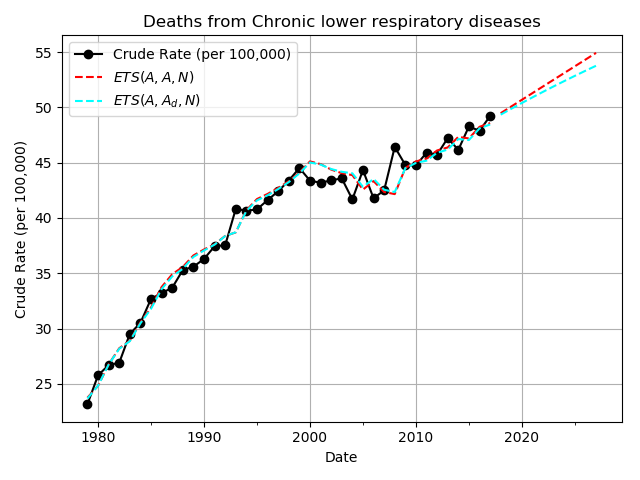 Deaths from Chronic lower respiratory diseases
Crude Rate (per 100,000)
ETS(A, A, N)
ETS(A, A_d, N)
55
50
45
40
35
30
25
Crude Rate (per 100,000)
1980 1990 2000 2010 2020
Date